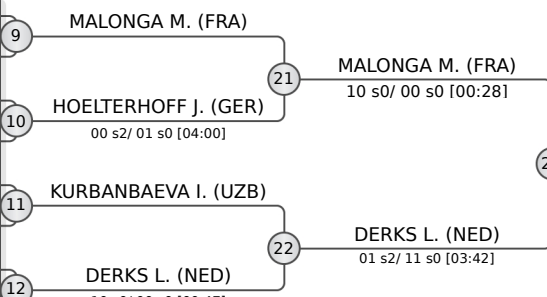 MALONGA M. (FRA)
9
21
MALONGA M. (FRA)
10 s0/ 00 s0 [00:28]
HOELTERHOFF J. (GER)
10
00 s2/ 01 s0 [04:00]
KURBANBAEVA I. (UZB)
11
22
DERKS L. (NED)
01 s2/ 11 s0 [03:42]
DERKS L. (NED)
12